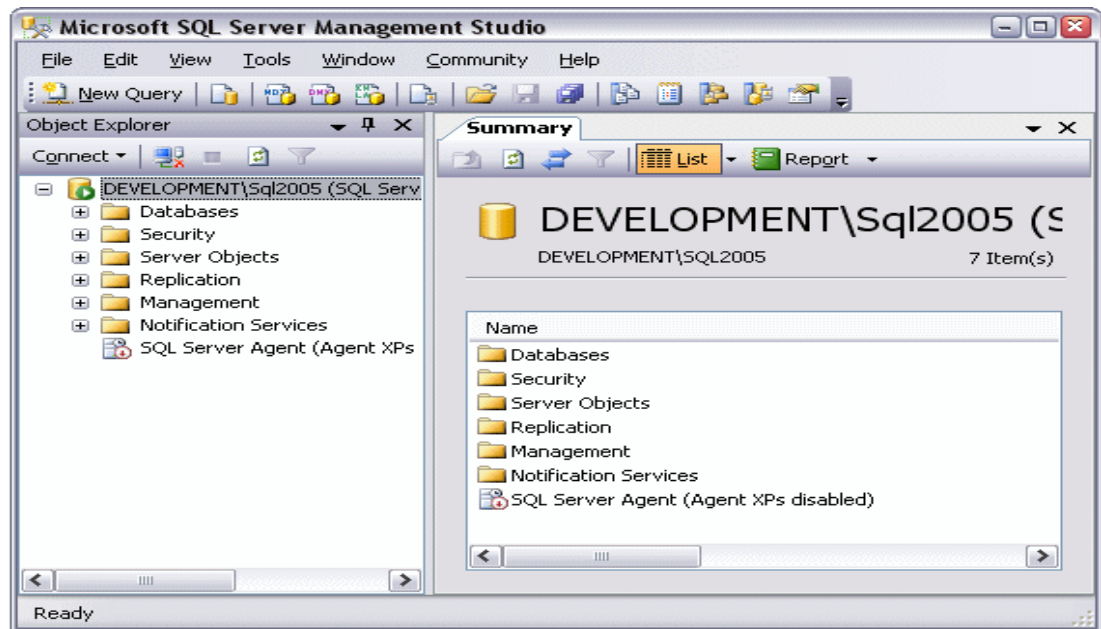 Microsoft SQL Server Management Studio
File Edit View Tools Window Community Help
New Query
Object Explorer
Connect
DEVELOPMENT\Sql2005 (SQL Serv
Databases
Security
Server Objects
Replication
Management
Notification Services
SQL Server Agent (Agent XPs
Summary
List Report
DEVELOPMENT\Sql2005 (S
DEVELOPMENT\SQL2005 7 Item(s)
Name
Databases
Security
Server Objects
Replication
Management
Notification Services
SQL Server Agent (Agent XPs disabled)
Ready